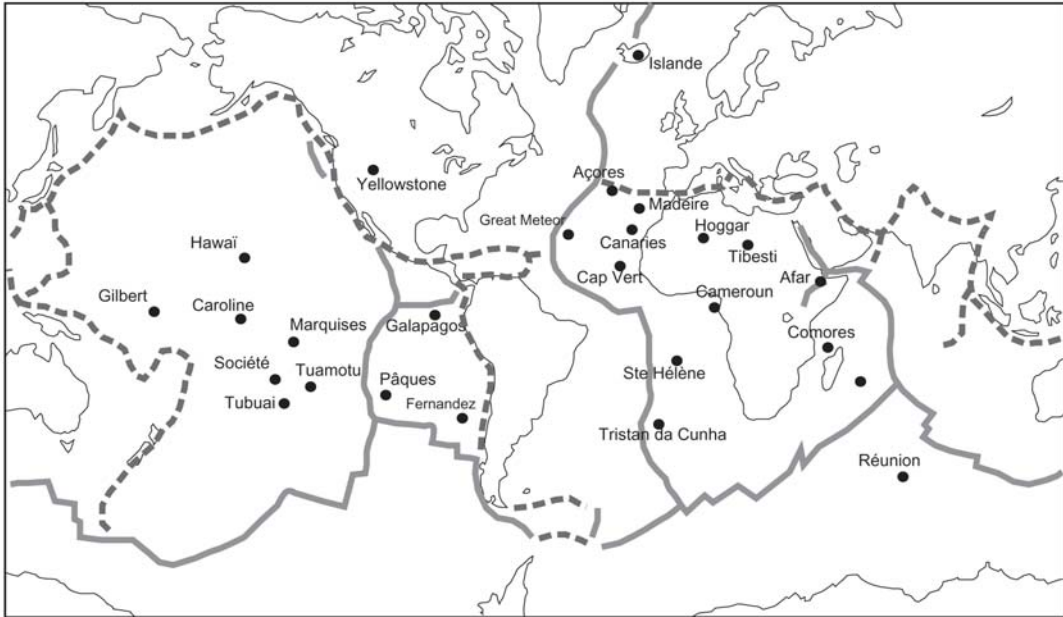 Islande
Yellowstone
Açores
Madeire
Great Meteor
Hoggar
Hawaï
Canaries
Tibesti
Cap Vert
Afar
Gilbert
Caroline
Cameroun
Galapagos
Marquises
Comores
Société
Tuamotu
Ste Hélène
Pâques
Tubuai
Fernandez
Tristan da Cunha
Réunion